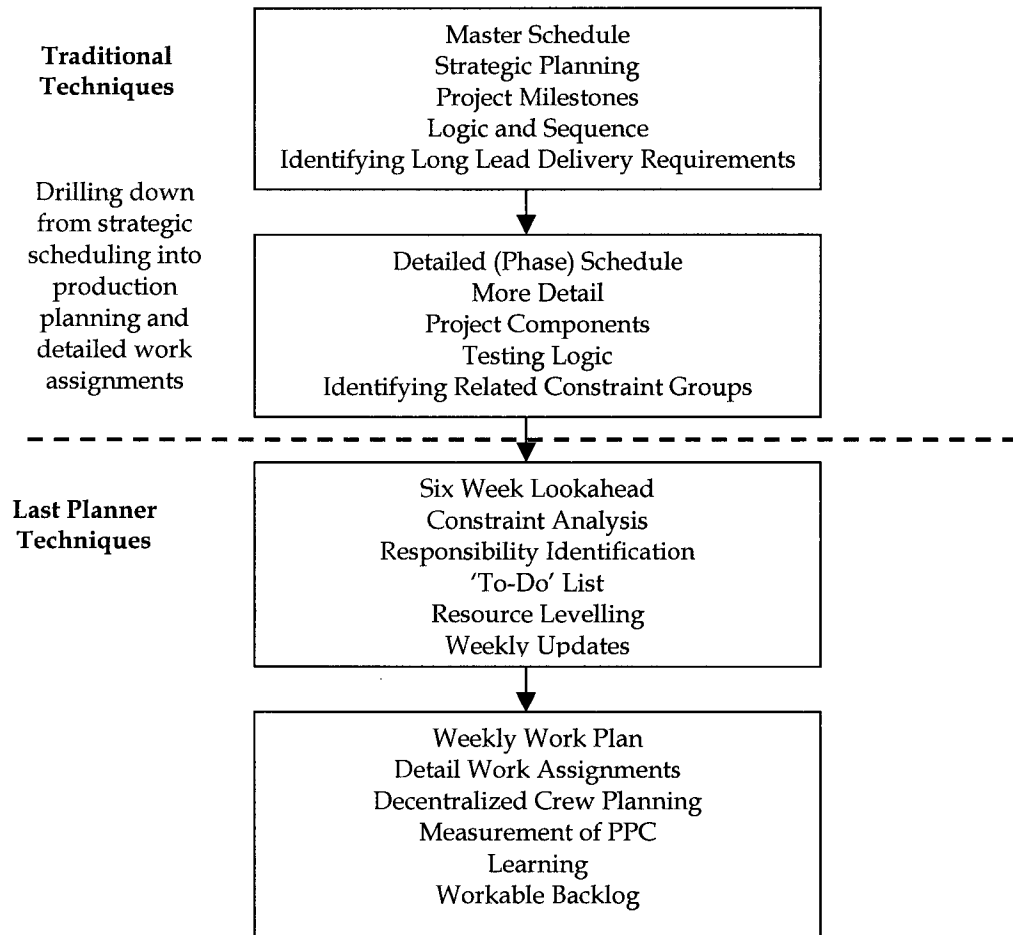 Traditional
Techniques
Drilling down
from strategic
scheduling into
production
planning and
detailed work
assignments
Master Schedule
Strategic Planning
Project Milestones
Logic and Sequence
Identifying Long Lead Delivery Requirements
Detailed (Phase) Schedule
More Detail
Project Components
Testing Logic
Identifying Related Constraint Groups
Last Planner
Techniques
Six Week Lookahead
Constraint Analysis
Responsibility Identification
‘To-Do’ List
Resource Levelling
Weekly Updates
Weekly Work Plan
Detail Work Assignments
Decentralized Crew Planning
Measurement of PPC
Learning
Workable Backlog